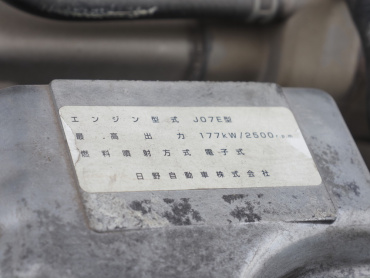 エンジン型式 J07E型
最高出力 177kW/2500rpm
燃料噴射方式 電子式
日野自動車株式会社